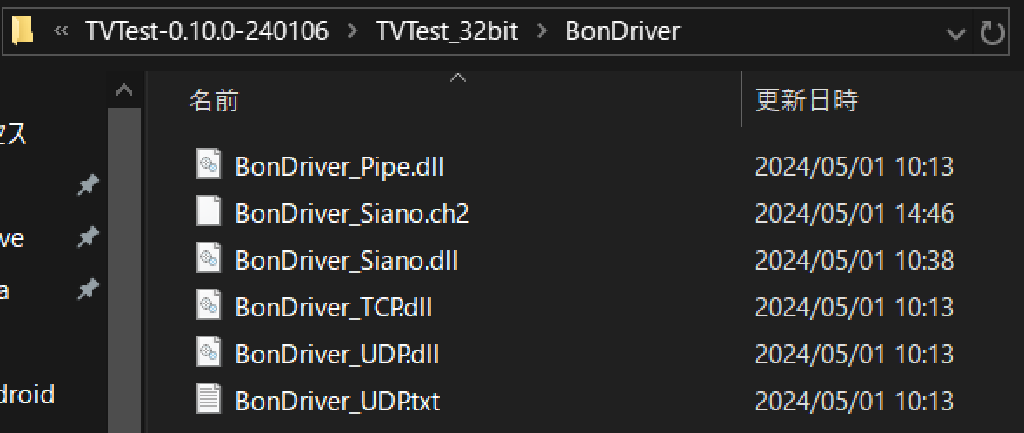 « TVTest-0.10.0-240106 > TVTest_32bit > BonDriver
名前 更新日時
セス
BonDriver_Pipe.dll 2024/05/01 10:13
BonDriver_Siano.ch2 2024/05/01 14:46
ve BonDriver_Siano.dll 2024/05/01 10:38
a BonDriver_TCP.dll 2024/05/01 10:13
BonDriver_UDP.dll 2024/05/01 10:13
droid BonDriver_UDP.txt 2024/05/01 10:13